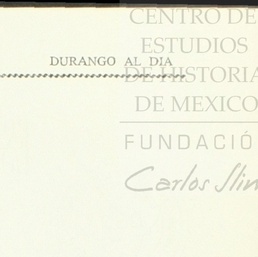 DURANGO AL DIA
CENTRO DE
ESTUDIOS
DE HISTORIA
DE MEXICO
FUNDACIÓ
Carlos Slim